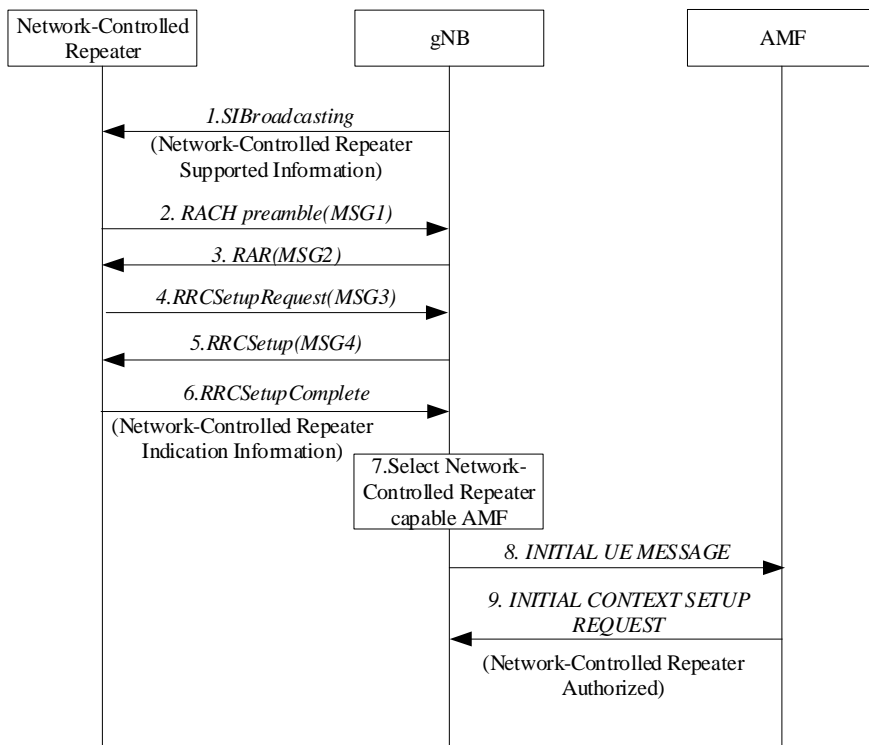 Network-Controlled
Repeater
gNB
AMF
1.SIBroadcasting
(Network-Controlled Repeater
Supported Information)
2. RACH preamble(MSG1)
3. RAR(MSG2)
4.RRCSetupRequest(MSG3)
5.RRCSetup(MSG4)
6.RRCSetupComplete
(Network-Controlled Repeater
Indication Information)
7.Select Network-
Controlled Repeater
capable AMF
8. INITIAL UE MESSAGE
9. INITIAL CONTEXT SETUP
REQUEST
(Network-Controlled Repeater
Authorized)